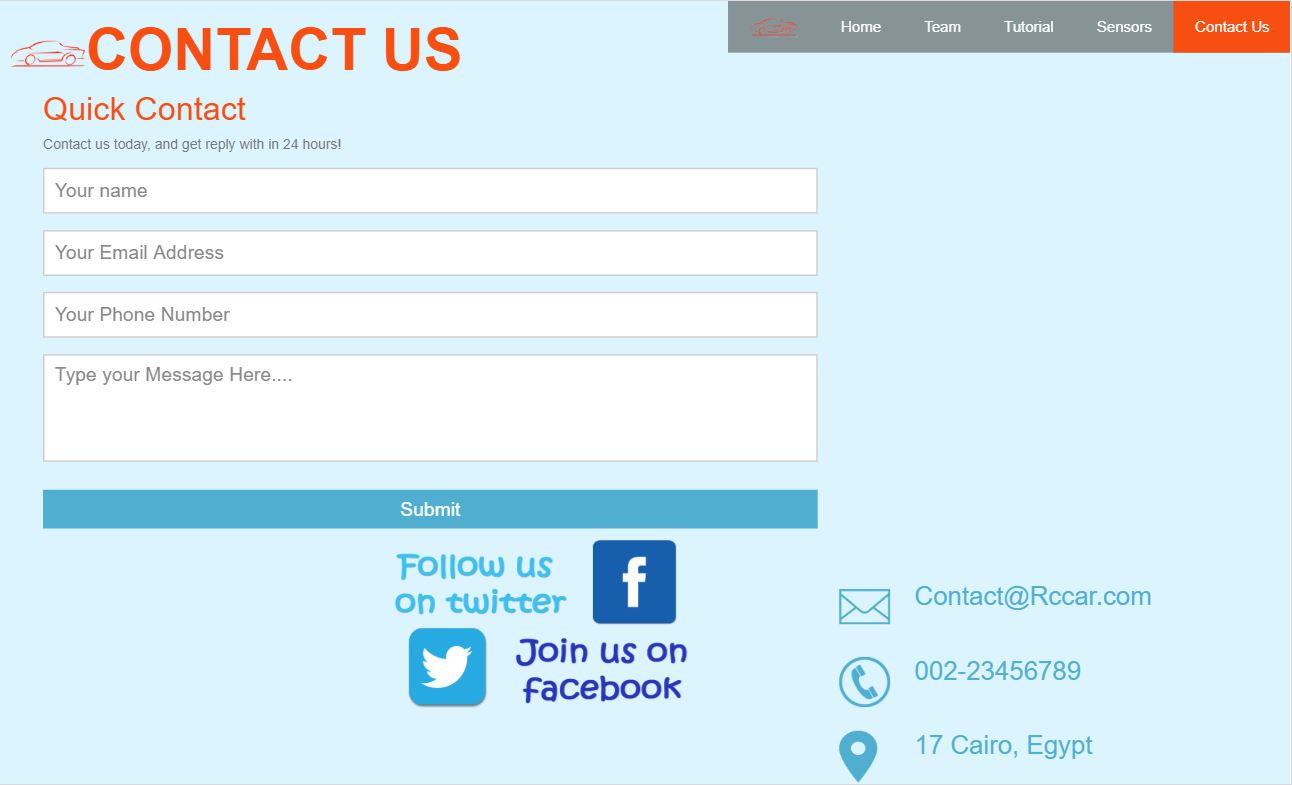 CONTACT US
Home Team Tutorial Sensors Contact Us
Quick Contact
Contact us today, and get reply with in 24 hours!
Your name
Your Email Address
Your Phone Number
Type your Message Here....
Submit
Follow us
on twitter
f
Join us on
facebook
Contact@Rccar.com
002-23456789
17 Cairo, Egypt